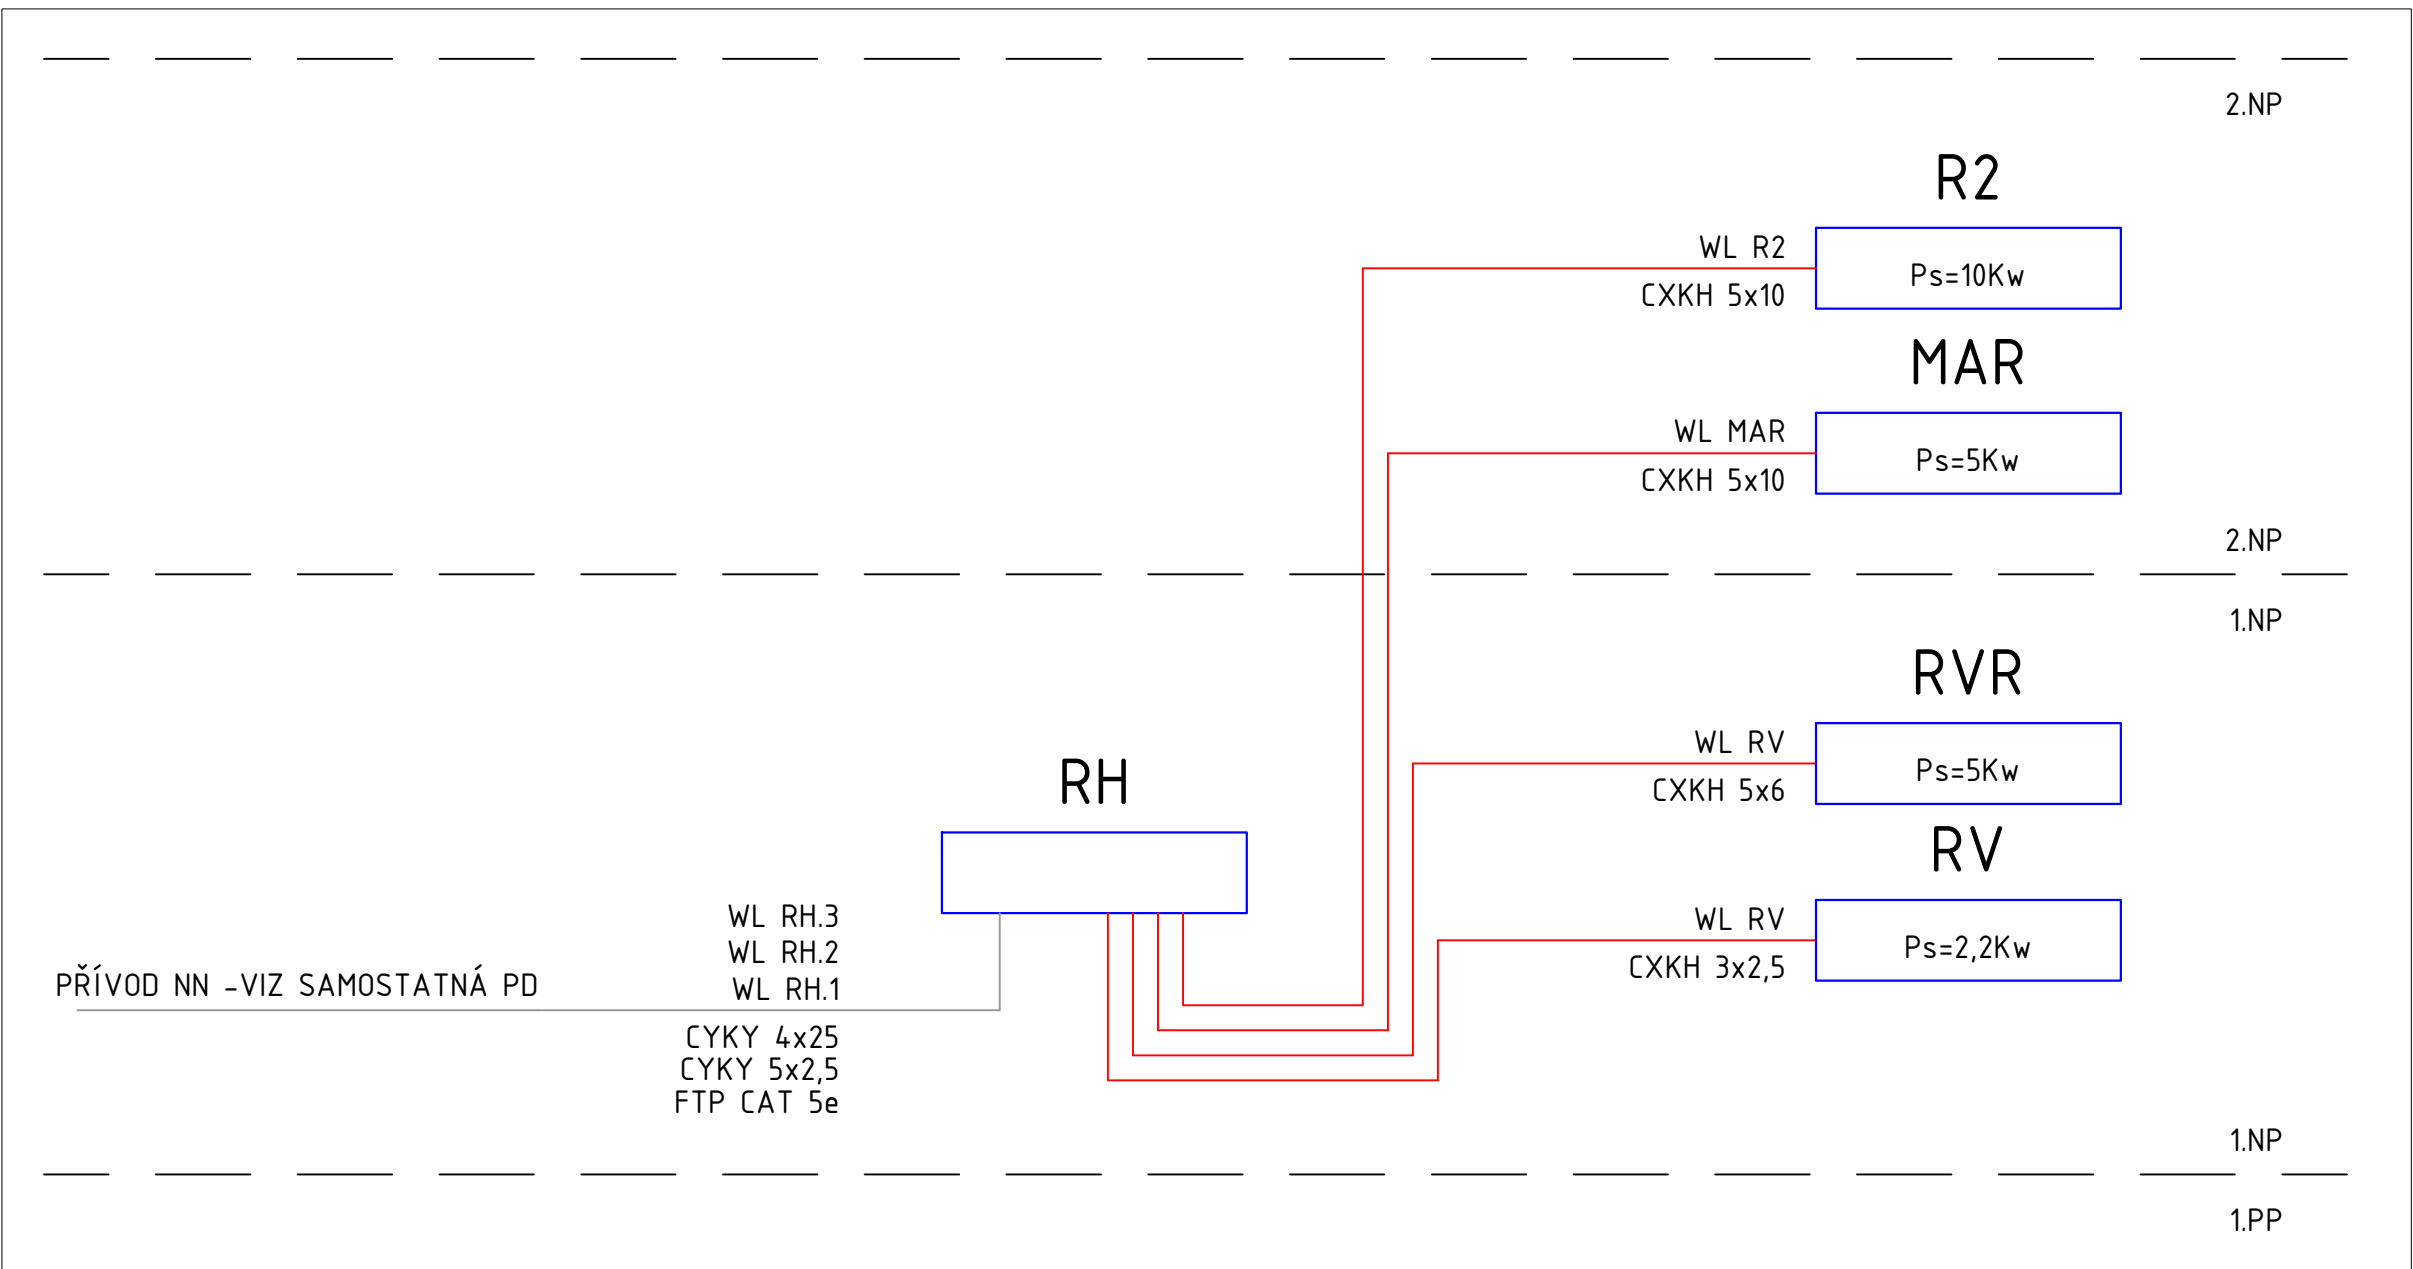 2.NP
R2
WL R2
Ps=10Kw
CXKH 5x10
MAR
WL MAR
Ps=5Kw
CXKH 5x10
2.NP
1.NP
RVR
WL RV
Ps=5Kw
CXKH 5x6
RH
RV
WL RV
Ps=2,2Kw
CXKH 3x2,5
WL RH.3
WL RH.2
WL RH.1
PŘÍVOD NN -VIZ SAMOSTATNÁ PD
CYKY 4x25
CYKY 5x2,5
FTP CAT 5e
1.NP
1.PP